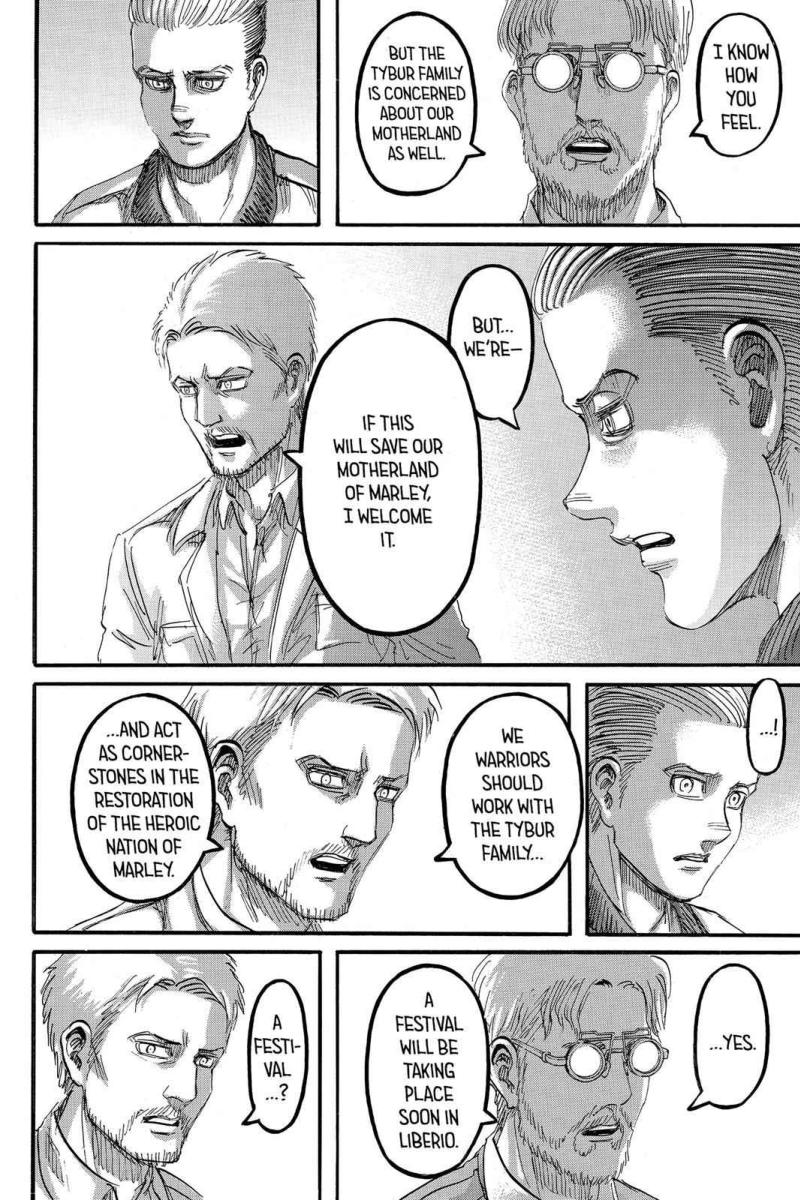 I KNOW
HOW
YOU
FEEL.
BUT THE
TYBUR FAMILY
IS CONCERNED
ABOUT OUR
MOTHERLAND
AS WELL.
BUT...
WE'RE–
IF THIS
WILL SAVE OUR
MOTHERLAND
OF MARLEY,
I WELCOME
IT.
...!
WE
WARRIORS
SHOULD
WORK WITH
THE TYBUR
FAMILY...
...AND ACT
AS CORNER-
STONES IN THE
RESTORATION
OF THE HEROIC
NATION OF
MARLEY.
...YES.
A
FESTIVAL
WILL BE
TAKING
PLACE
SOON IN
LIBERIO.
A
FESTI-
VAL
...?